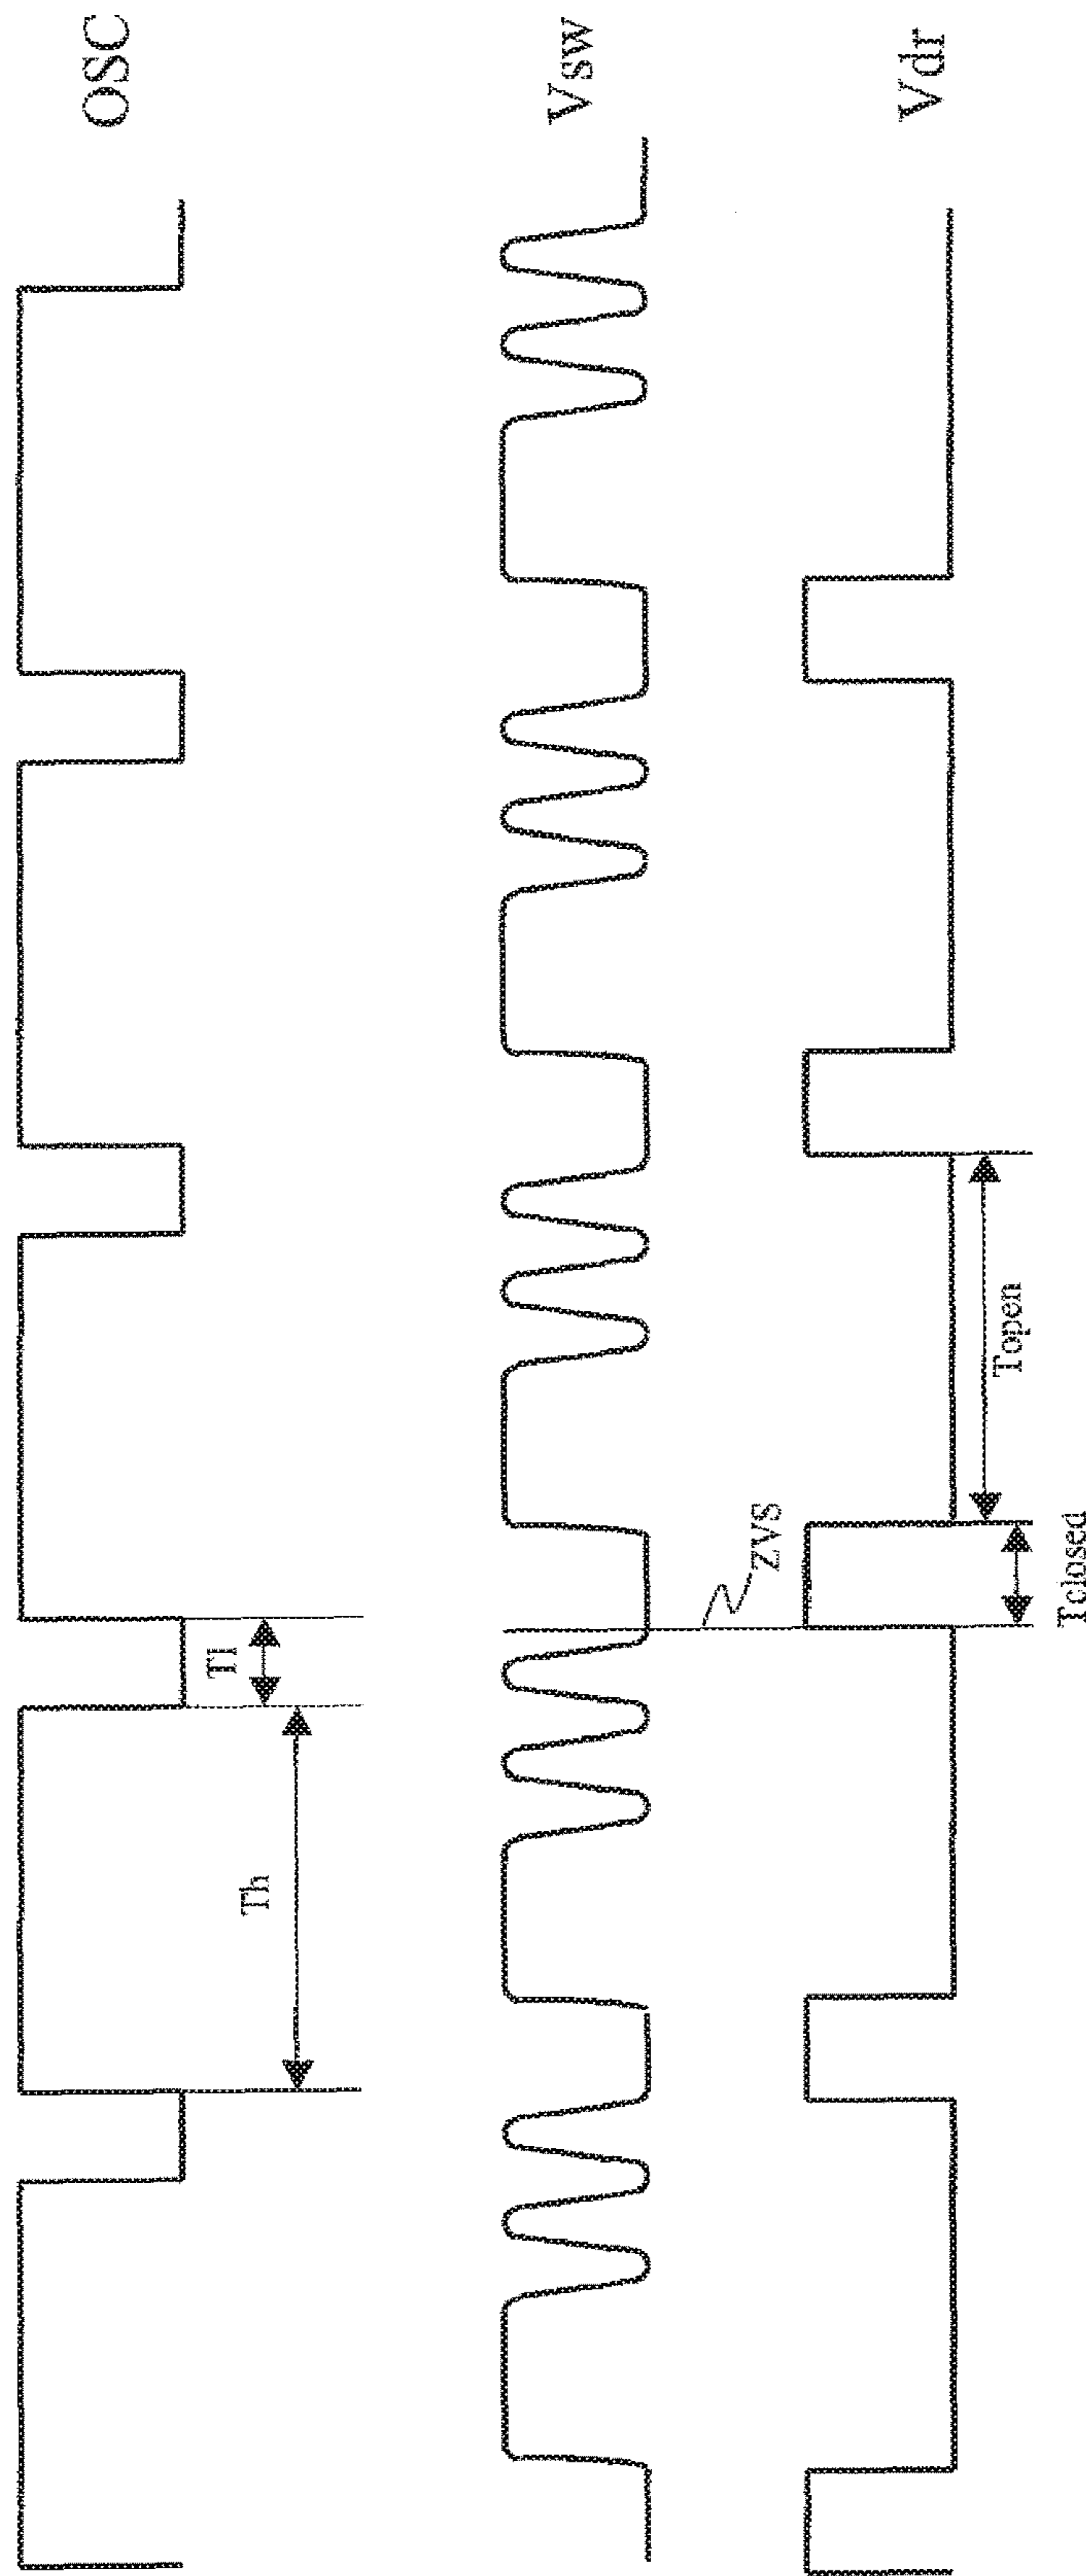 OSC
Th
Tl
Vsw
ZVS
Vdr
Tclosed
Topen